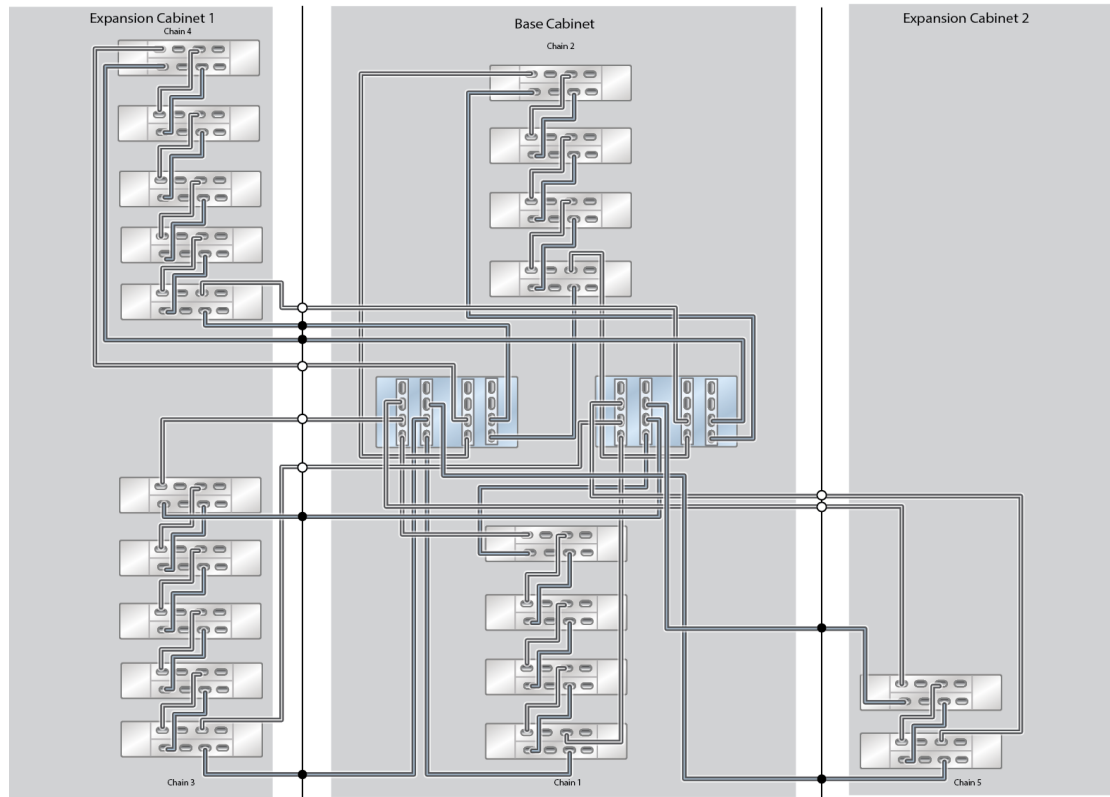 Expansion Cabinet 1
Chain 4
Base Cabinet
Chain 2
Expansion Cabinet 2
Chain 3
Chain 1
Chain 5